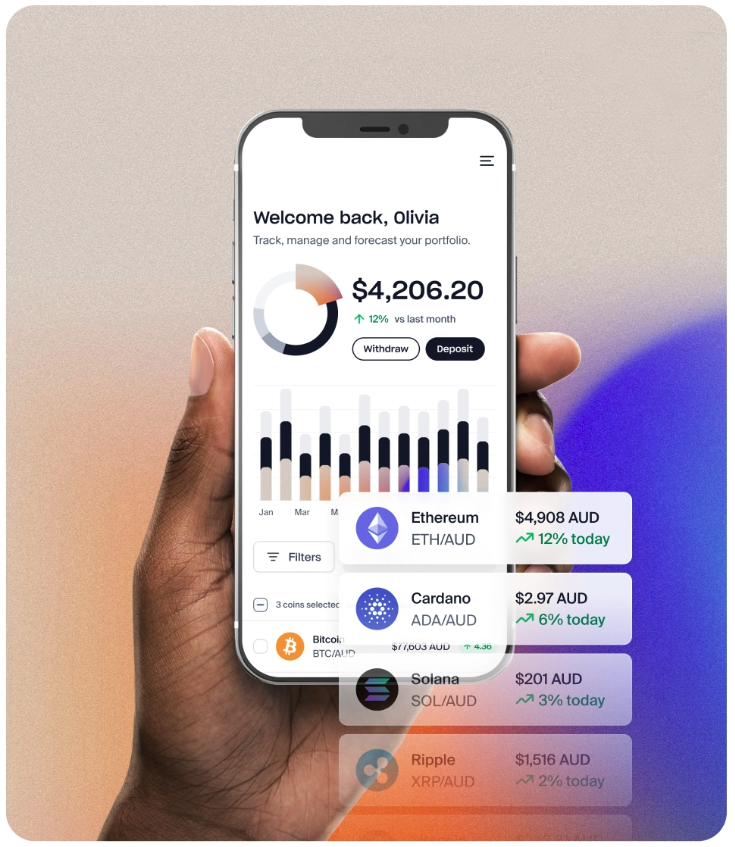 Welcome back, Olivia
Track, manage and forecast your portfolio.
$4,206.20
12% vs last month
Withdraw
Deposit
Jan Mar
Filters
3 coins selected
Bitcoin
BTC/AUD
$77,603 AUD
4.36
Ethereum
ETH/AUD
$4,908 AUD
12% today
Cardano
ADA/AUD
$2.97 AUD
6% today
Solana
SOL/AUD
$201 AUD
3% today
Ripple
XRP/AUD
$1,516 AUD
2% today